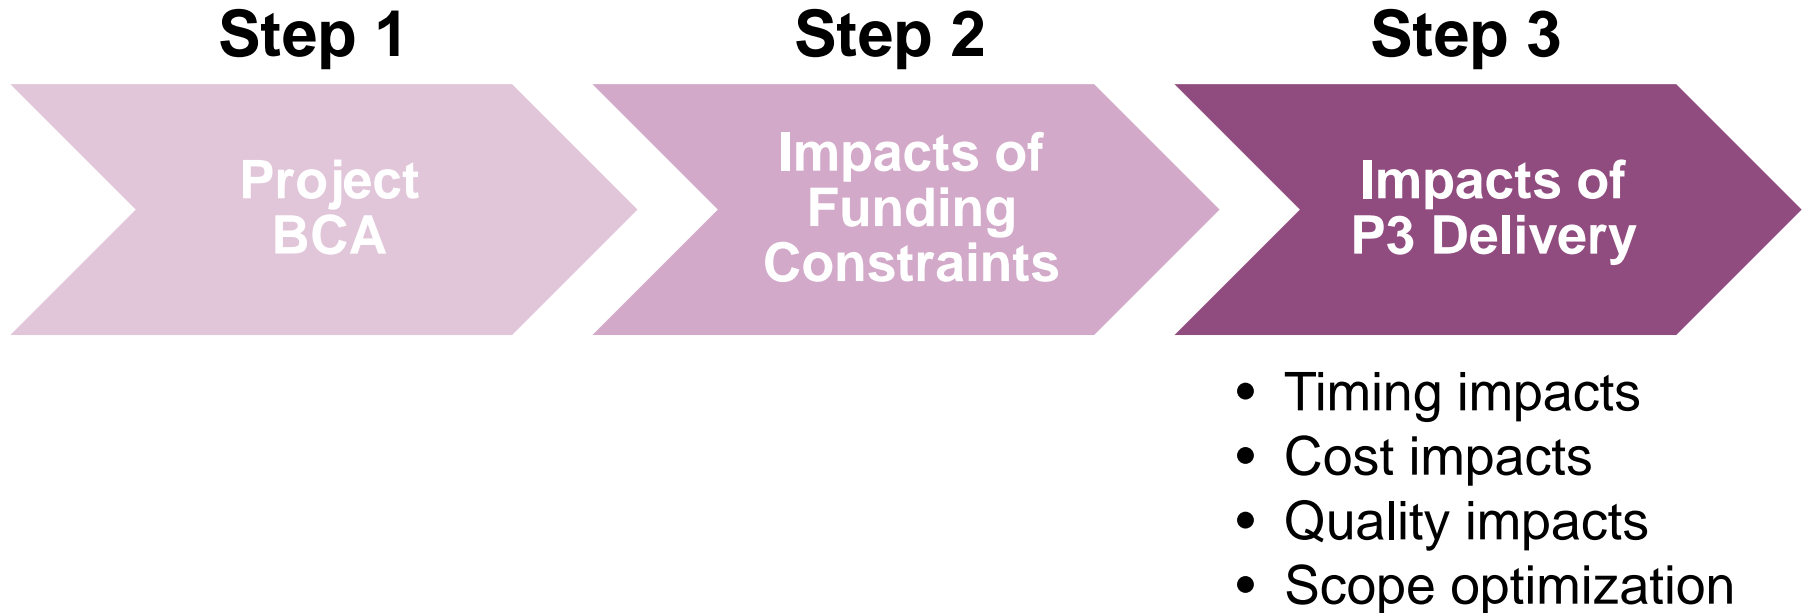 Step 1
Project
BCA
Step 2
Impacts of
Funding
Constraints
Step 3
Impacts of
P3 Delivery
• Timing impacts
• Cost impacts
• Quality impacts
• Scope optimization